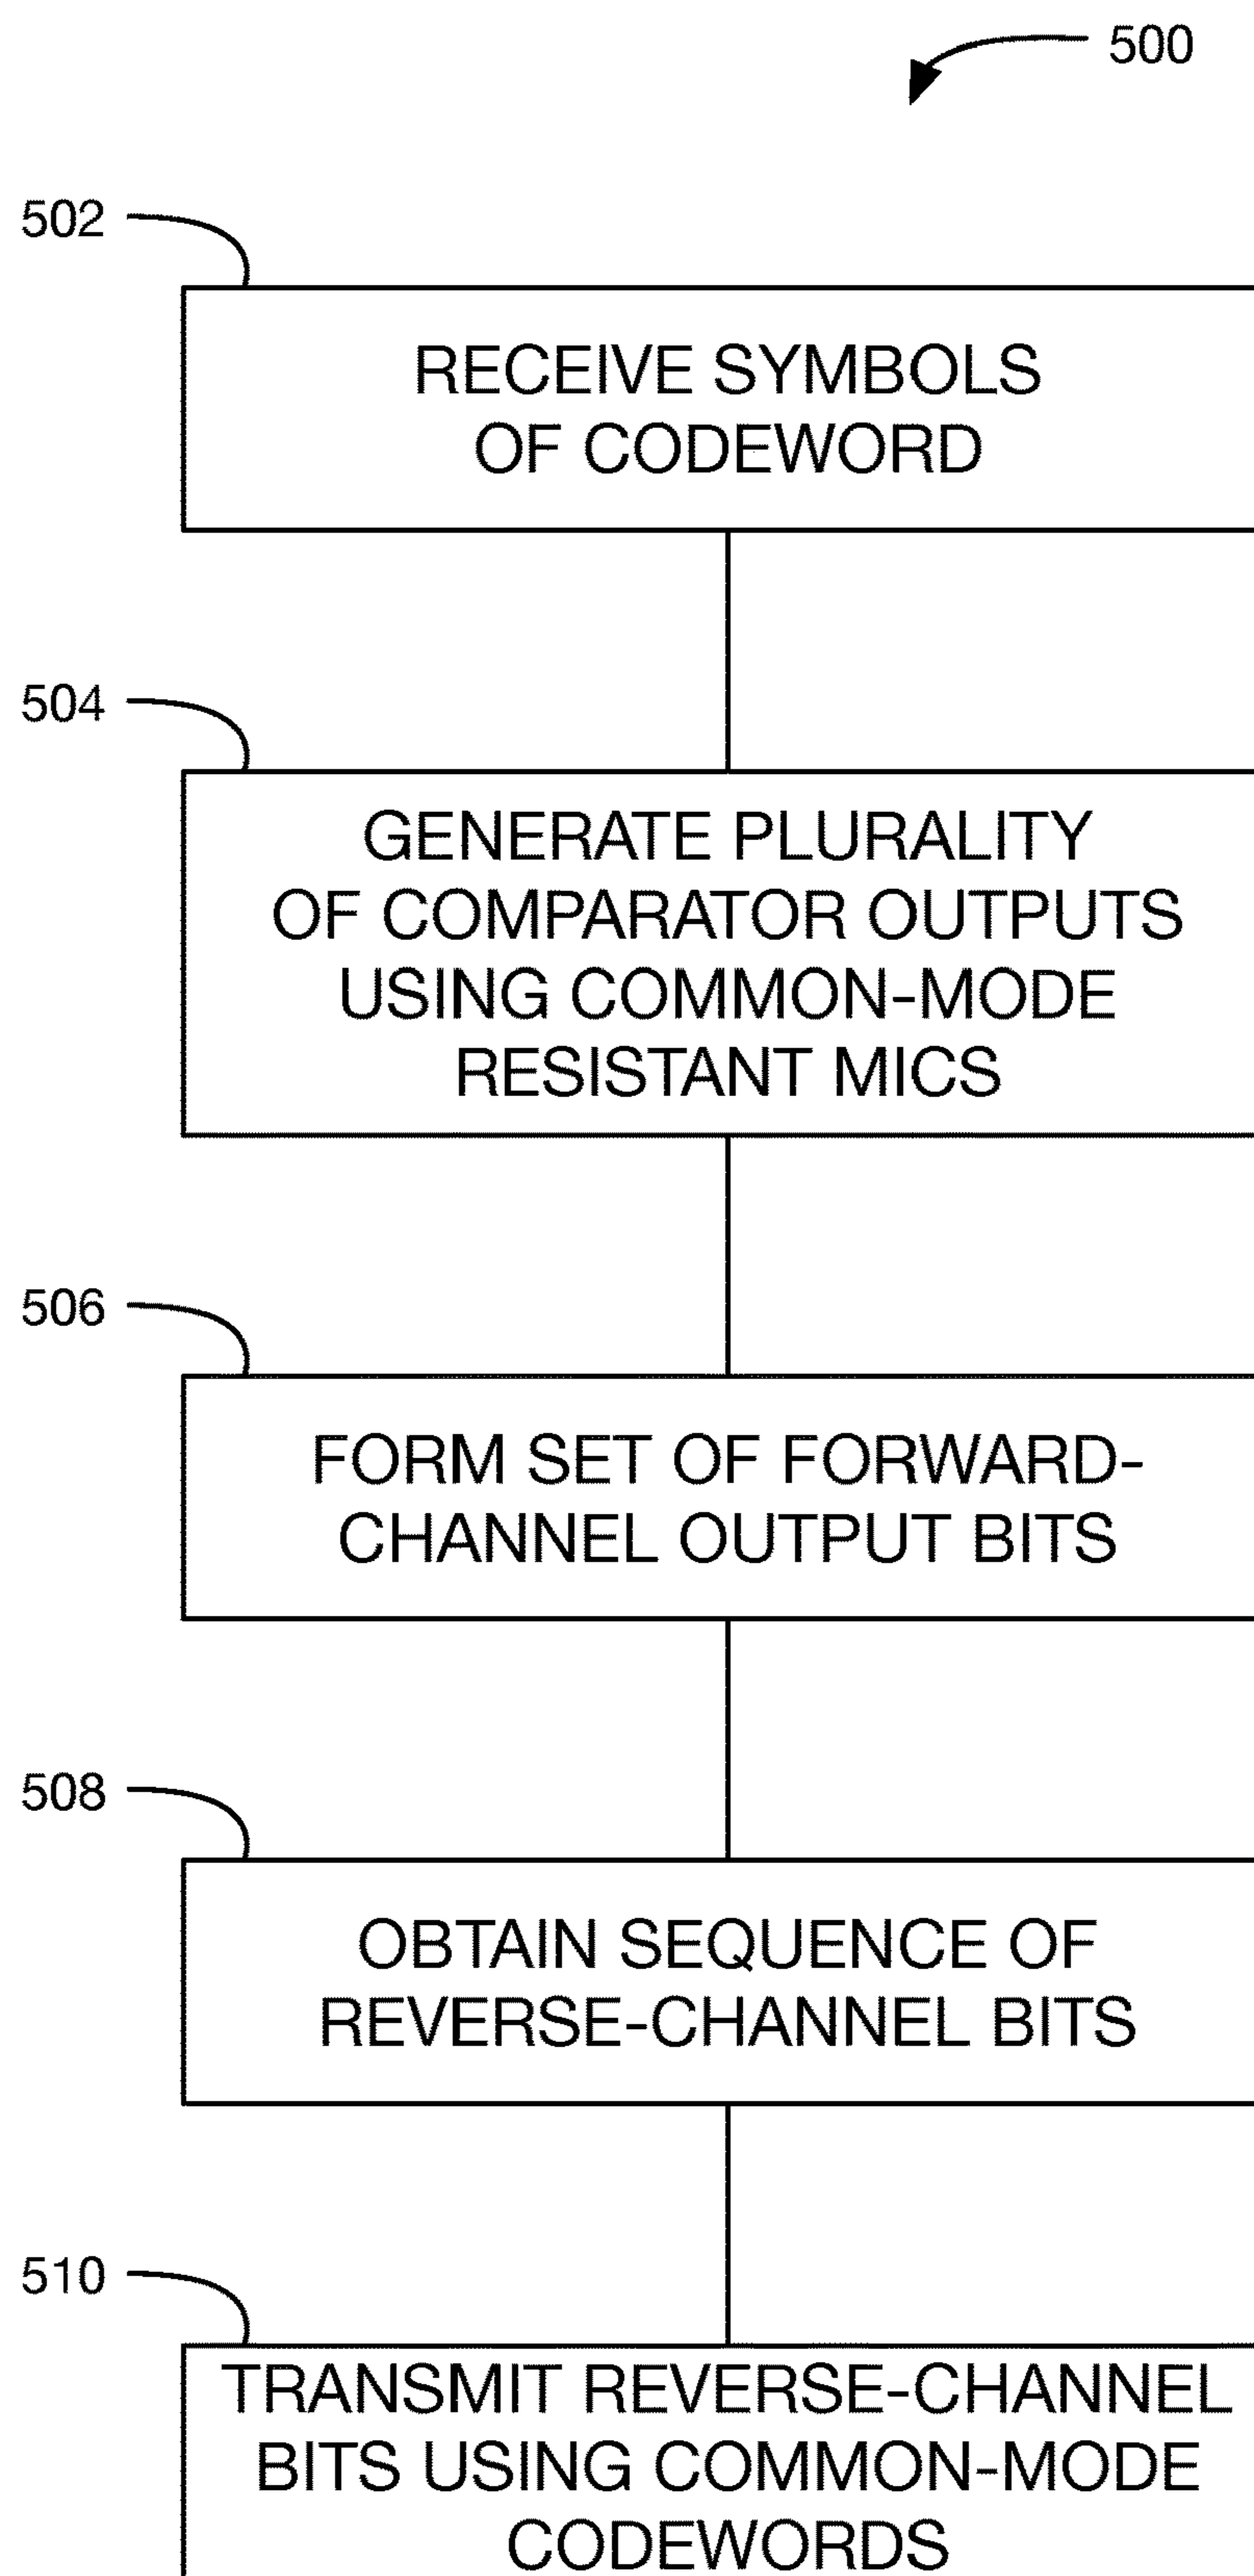 500
502
RECEIVE SYMBOLS
OF CODEWORD
504
GENERATE PLURALITY
OF COMPARATOR OUTPUTS
USING COMMON-MODE
RESISTANT MICS
506
FORM SET OF FORWARD-
CHANNEL OUTPUT BITS
508
OBTAIN SEQUENCE OF
REVERSE-CHANNEL BITS
510
TRANSMIT REVERSE-CHANNEL
BITS USING COMMON-MODE
CODEWORDS